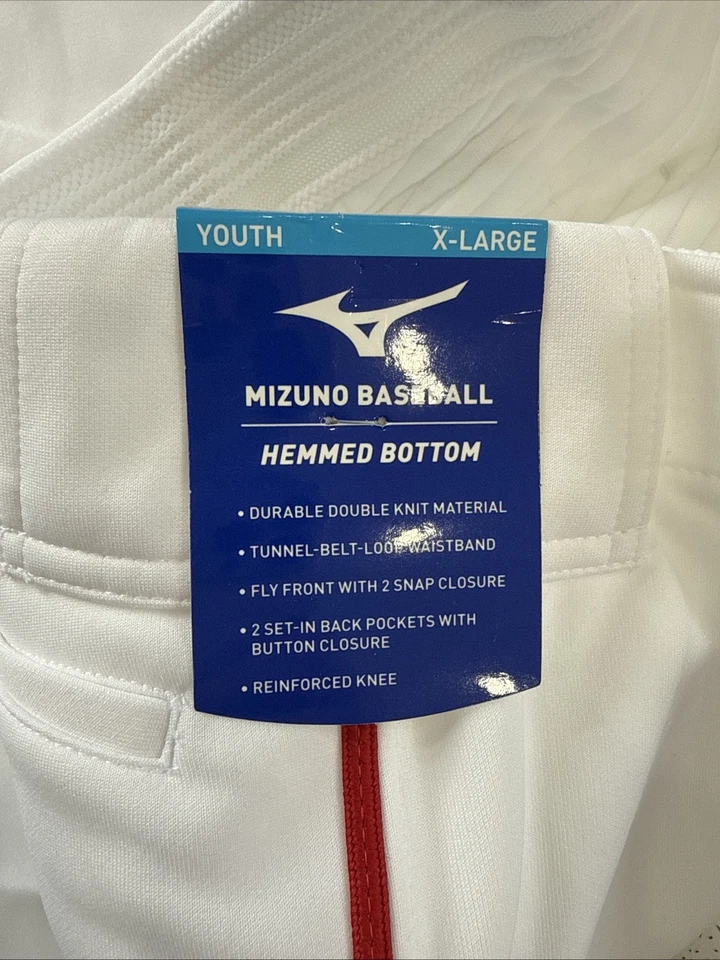 YOUTH X-LARGE
MIZUNO BASEBALL
HEMMED BOTTOM
• DURABLE DOUBLE KNIT MATERIAL
• TUNNEL-BELT-LOOP WAISTBAND
• FLY FRONT WITH 2 SNAP CLOSURE
• 2 SET-IN BACK POCKETS WITH
BUTTON CLOSURE
• REINFORCED KNEE